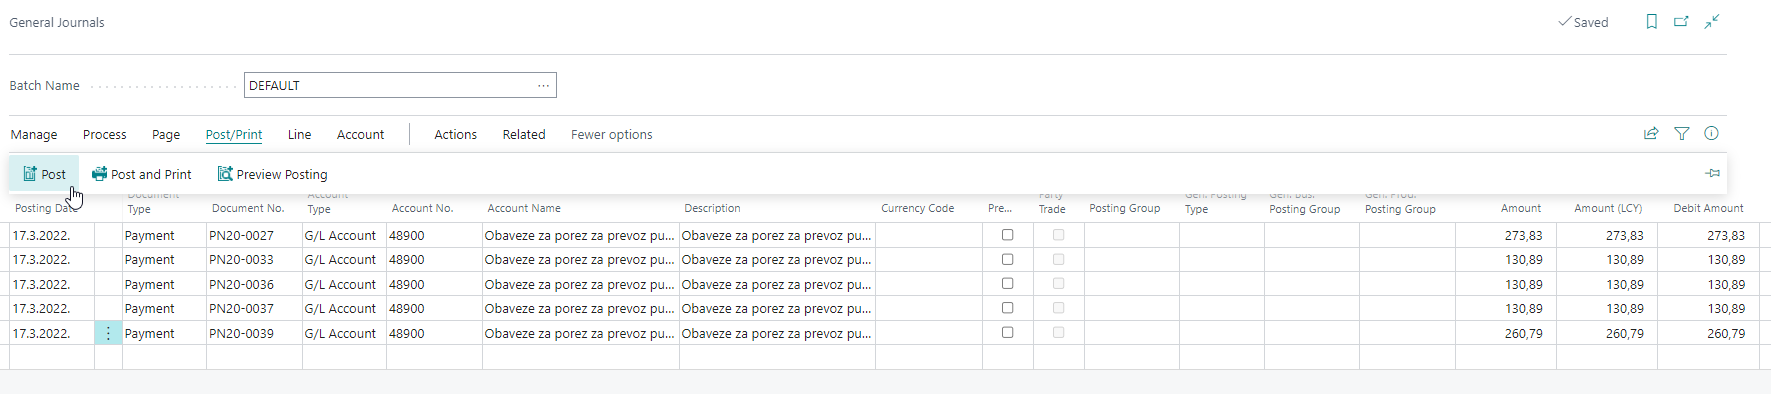 General Journals
Saved
Batch Name
DEFAULT
Manage Process Page Post/Print Line Account Actions Related Fewer options
Post Post and Print Preview Posting
Posting Date Document Type Document No. Account Type Account No. Account Name Description Currency Code Pre... Party Trade Posting Group Gen. Posting Type Gen. Bus. Posting Group Gen. Prod. Posting Group Amount Amount (LCY) Debit Amount
17.3.2022. Payment PN20-0027 G/L Account 48900 Obaveze za porez za prevoz pu... Obaveze za porez za prevoz pu... 273,83 273,83 273,83
17.3.2022. Payment PN20-0033 G/L Account 48900 Obaveze za porez za prevoz pu... Obaveze za porez za prevoz pu... 130,89 130,89 130,89
17.3.2022. Payment PN20-0036 G/L Account 48900 Obaveze za porez za prevoz pu... Obaveze za porez za prevoz pu... 130,89 130,89 130,89
17.3.2022. Payment PN20-0037 G/L Account 48900 Obaveze za porez za prevoz pu... Obaveze za porez za prevoz pu... 130,89 130,89 130,89
17.3.2022. Payment PN20-0039 G/L Account 48900 Obaveze za porez za prevoz pu... Obaveze za porez za prevoz pu... 260,79 260,79 260,79